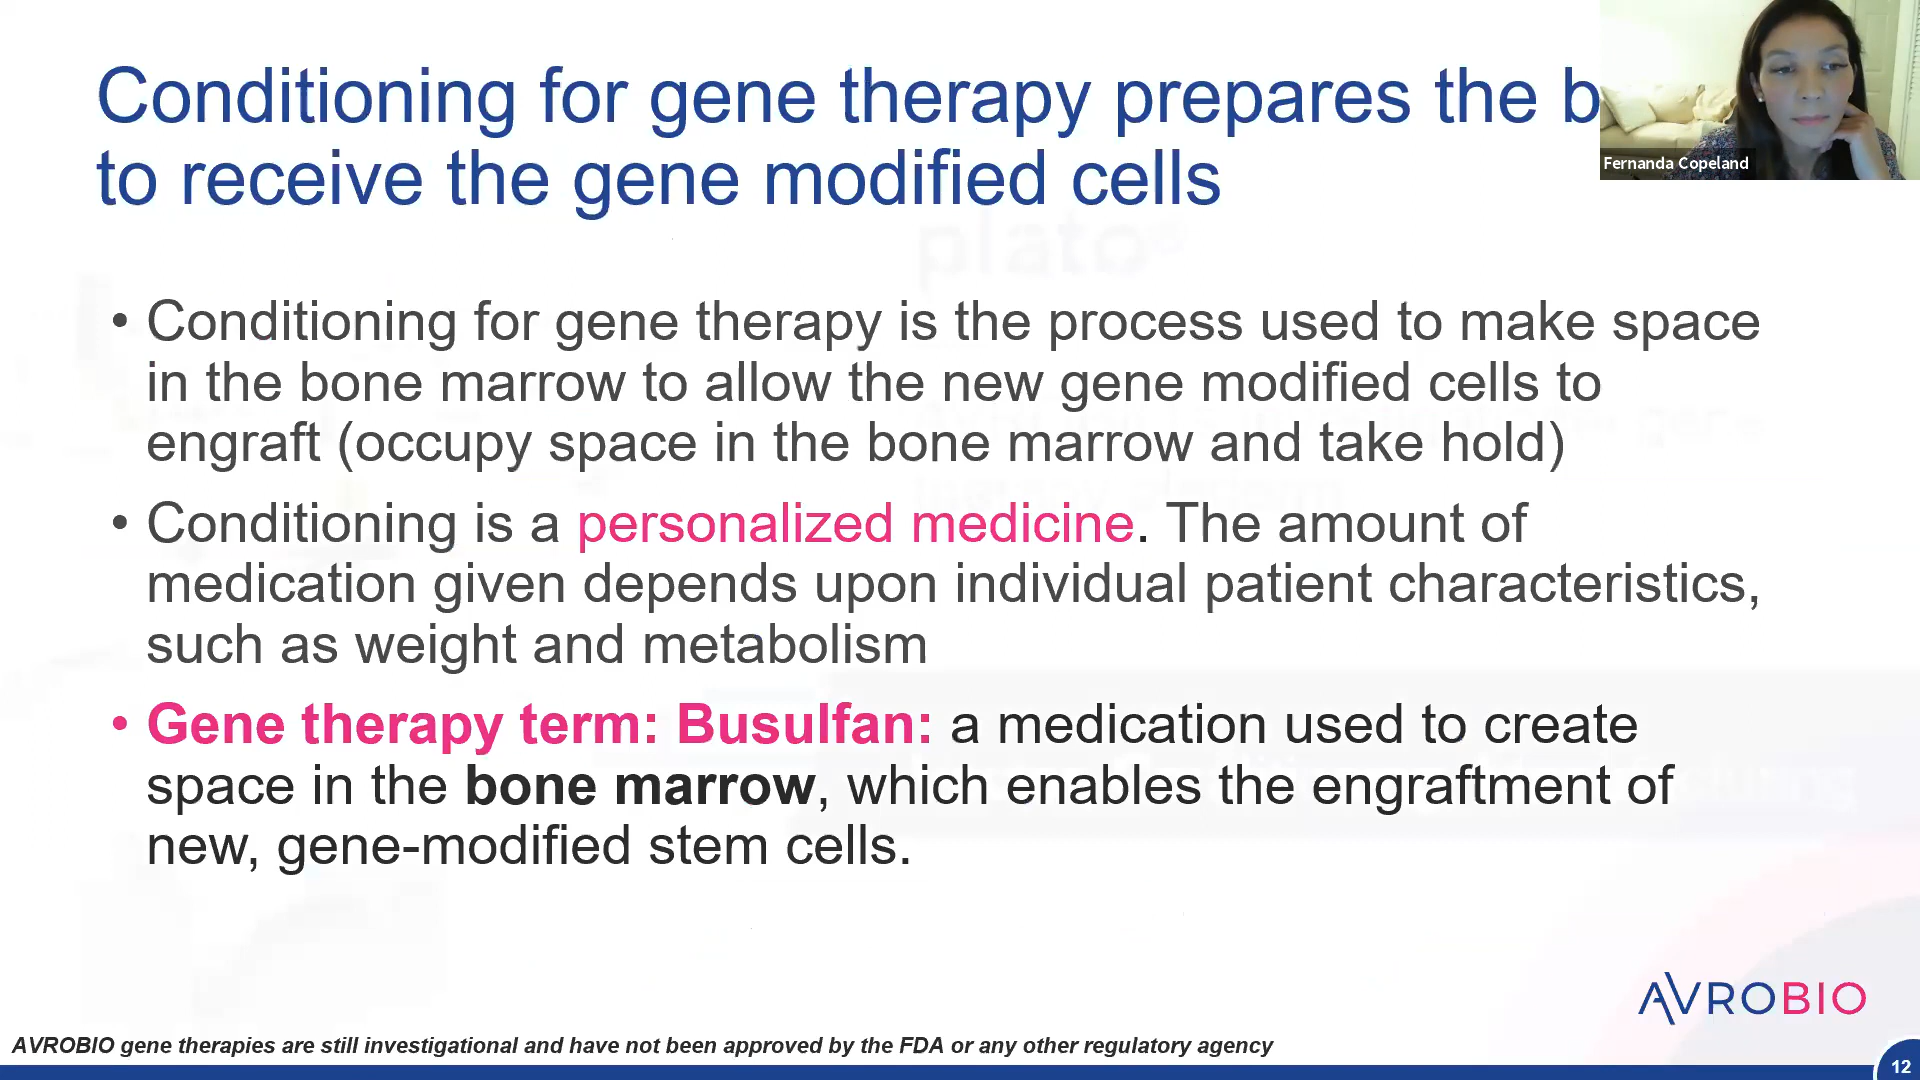 Conditioning for gene therapy prepares the
to receive the gene modified cells
Fernanda Copeland
plato
• Conditioning for gene therapy is the process used to make space
in the bone marrow to allow the new gene modified cells to
engraft (occupy space in the bone marrow and take hold)
• Conditioning is a personalized medicine. The amount of
medication given depends upon individual patient characteristics,
such as weight and metabolism
• Gene therapy term: Busulfan: a medication used to create
space in the bone marrow, which enables the engraftment of
new, gene-modified stem cells.
AVROBIO
AVROBIO gene therapies are still investigational and have not been approved by the FDA or any other regulatory agency
12